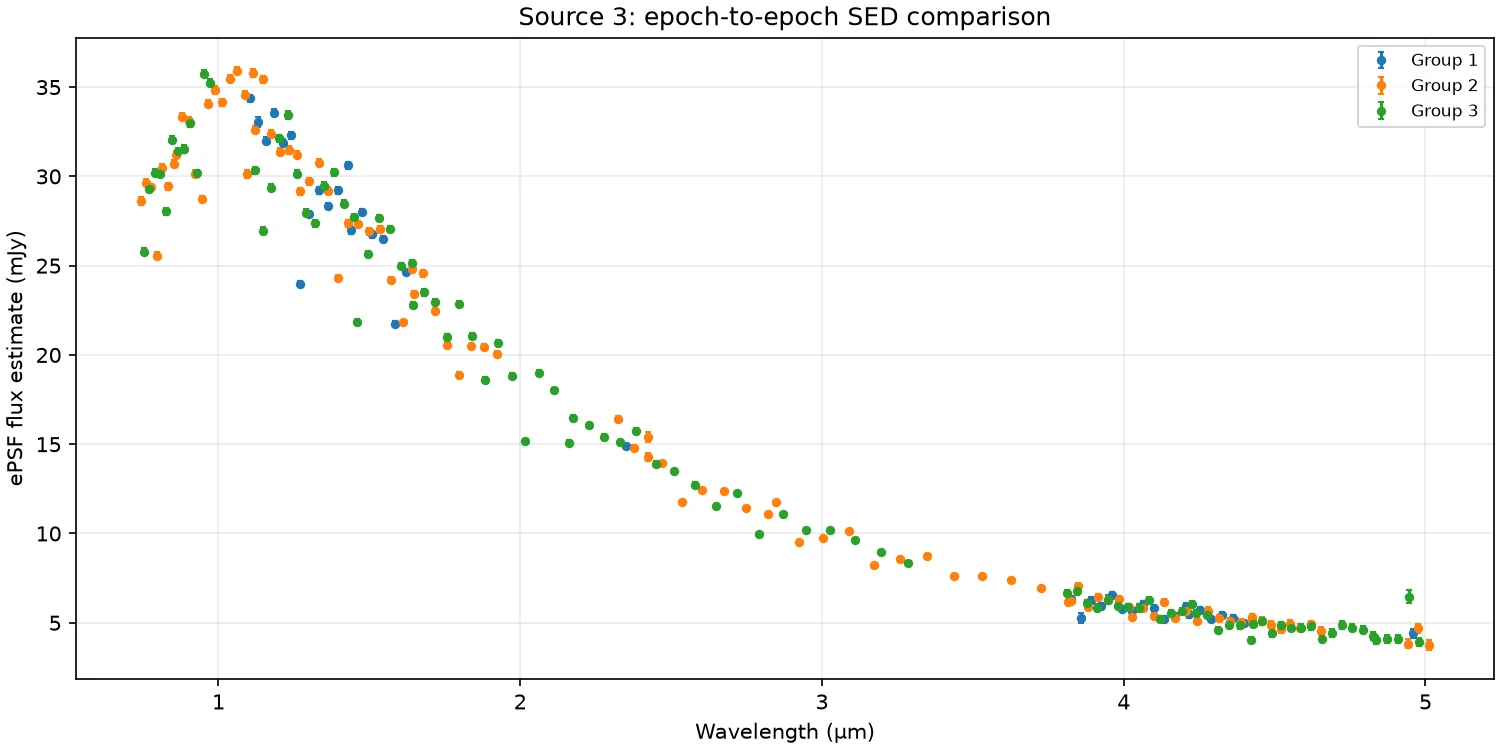 Source 3: epoch-to-epoch SED comparison
ePSF flux estimate (mJy)
35
30
25
20
15
10
5
Group 1
Group 2
Group 3
1 2 3 4 5
Wavelength (µm)